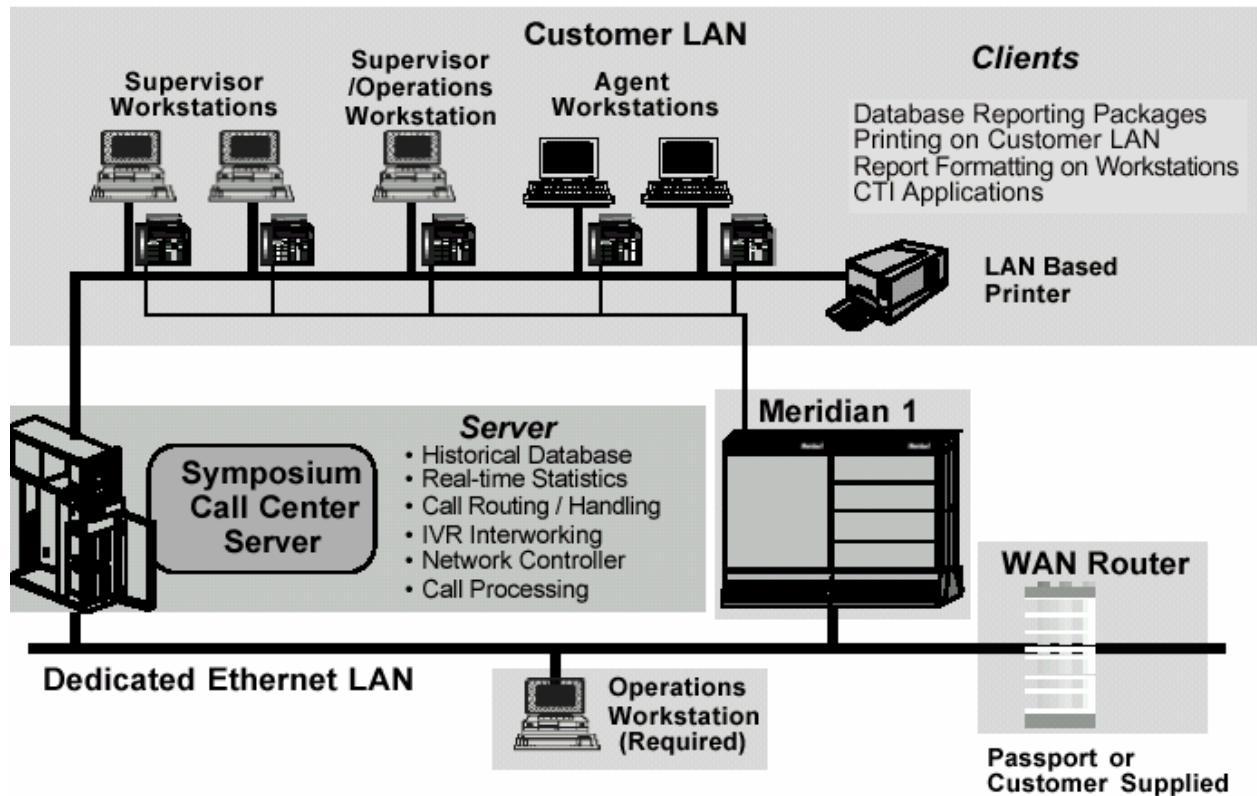 Customer LAN
Supervisor
Workstations
Supervisor
/Operations
Workstation
Agent
Workstations
Clients
Database Reporting Packages
Printing on Customer LAN
Report Formatting on Workstations
CTI Applications
LAN Based
Printer
Symposium
Call Center
Server
Server
• Historical Database
• Real-time Statistics
• Call Routing / Handling
• IVR Interworking
• Network Controller
• Call Processing
Meridian 1
WAN Router
Dedicated Ethernet LAN
Operations
Workstation
(Required)
Passport or
Customer Supplied